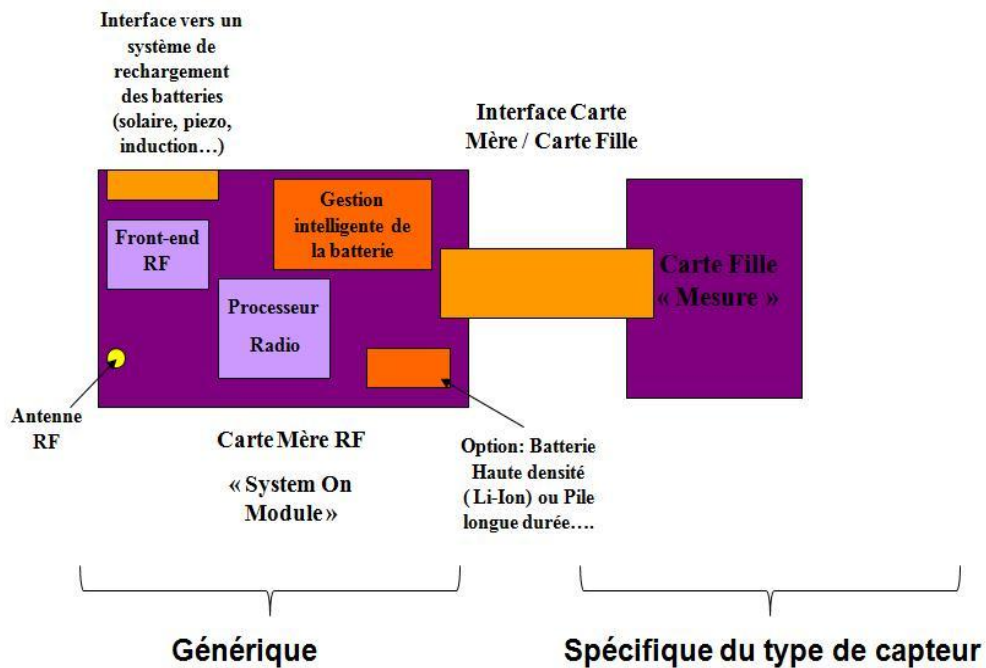 Interface vers un
système de
rechargement
des batteries
(solaire, piezo,
induction…)
Interface Carte
Mère / Carte Fille
Gestion
intelligente de
la batterie
Front-end
RF
Processeur
Radio
Carte Fille
« Mesure »
Antenne
RF
Carte Mère RF
« System On
Module »
Option: Batterie
Haute densité
( Li-Ion) ou Pile
longue durée….
Générique
Spécifique du type de capteur